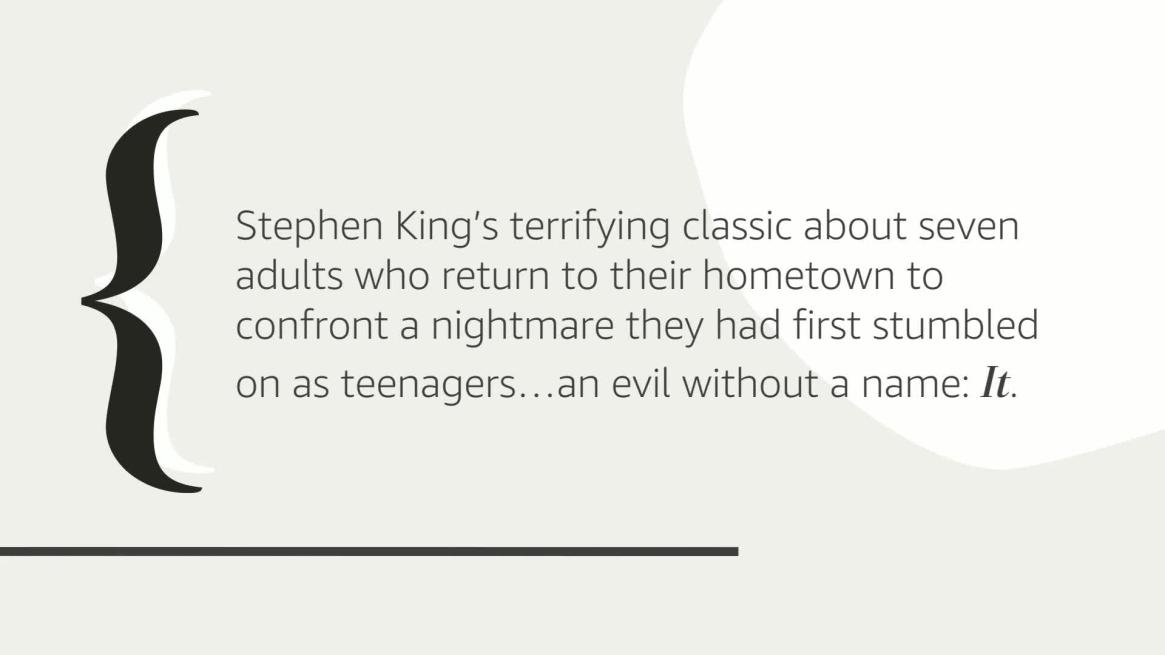 Stephen King’s terrifying classic about seven
adults who return to their hometown to
confront a nightmare they had first stumbled
on as teenagers…an evil without a name: It.